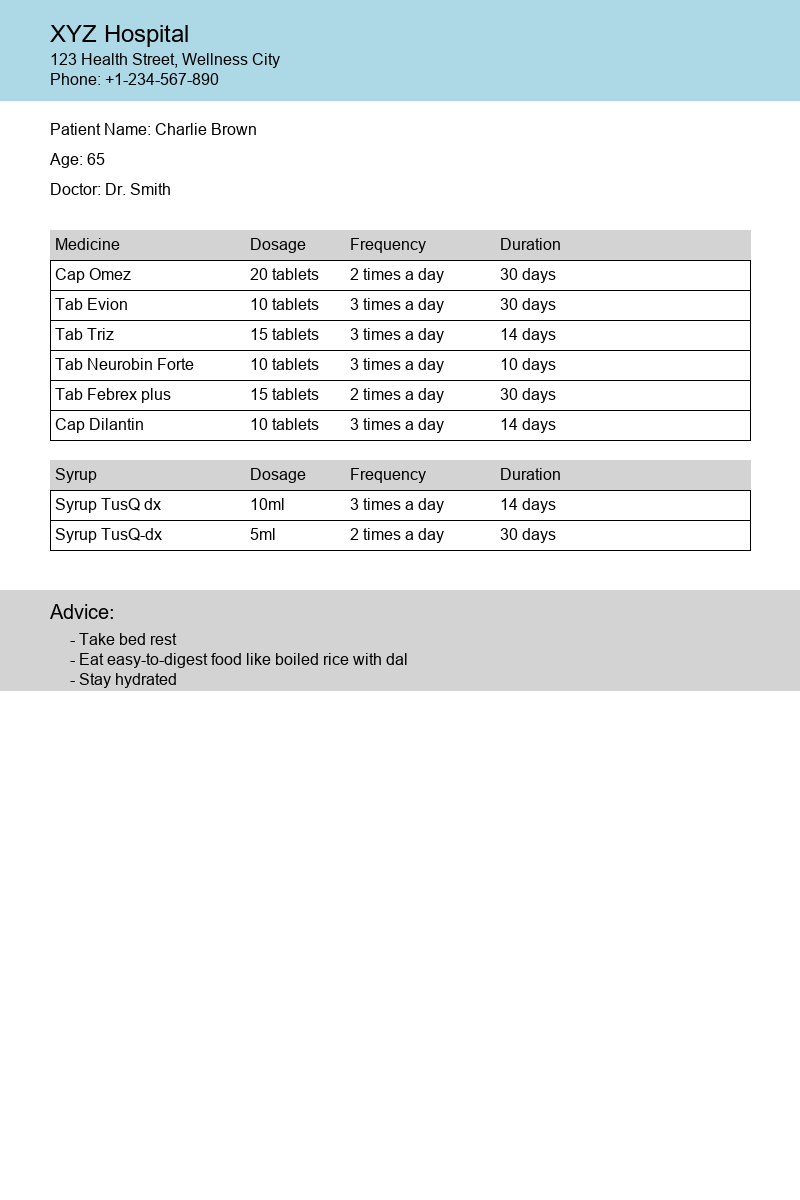 XYZ Hospital
123 Health Street, Wellness City
Phone: +1-234-567-890
Patient Name: Charlie Brown
Age: 65
Doctor: Dr. Smith
Medicine Dosage Frequency Duration
Cap Omez 20 tablets 2 times a day 30 days
Tab Evion 10 tablets 3 times a day 30 days
Tab Triz 15 tablets 3 times a day 14 days
Tab Neurobin Forte 10 tablets 3 times a day 10 days
Tab Febrex plus 15 tablets 2 times a day 30 days
Cap Dilantin 10 tablets 3 times a day 14 days
Syrup Dosage Frequency Duration
Syrup TusQ dx 10ml 3 times a day 14 days
Syrup TusQ-dx 5ml 2 times a day 30 days
Advice:
- Take bed rest
- Eat easy-to-digest food like boiled rice with dal
- Stay hydrated